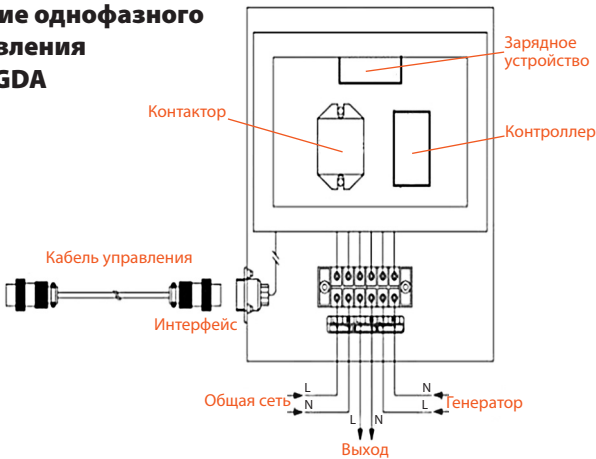 ие однофазного
вления
GDA
Зарядное
устройство
Контактор
Контроллер
Кабель управления
Интерфейс
Общая сеть
L
N
L
N
N
L
Генератор
Выход